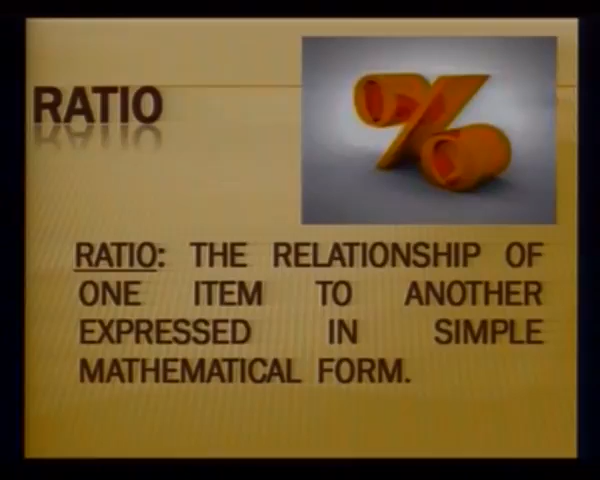 RATIO
%
RATIO: THE RELATIONSHIP OF
ONE ITEM TO ANOTHER
EXPRESSED IN SIMPLE
MATHEMATICAL FORM.